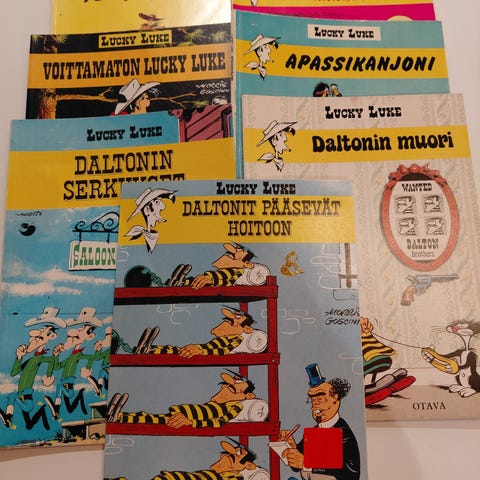 LUCKY LUKE
VOITTAMATON LUCKY LUKE
MORRIS
GOSCINNY
LUCKY LUKE
APASSIKANJONI
LUCKY LUKE
DALTONIN
MORRIS
SALOON
LUCKY LUKE
Daltonin muori
WANTED
DALTON
brothers
OTAVA
LUCKY LUKE
DALTONIT PÄÄSEVÄT
HOITOON
MORRIS
GOSCINNY